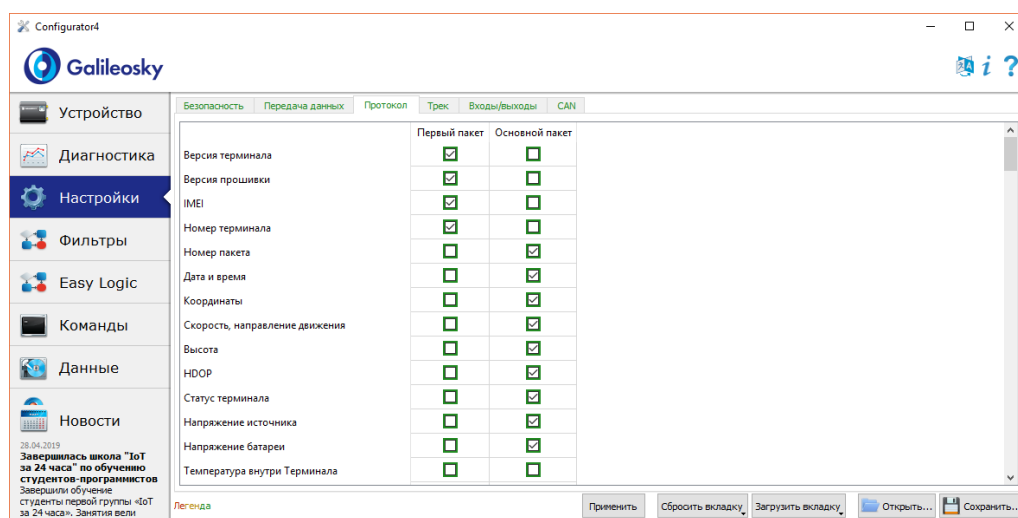 Configurator4
Galileosky
Устройство
Диагностика
Настройки
Фильтры
Easy Logic
Команды
Данные
Новости
28.04.2019
Завершилась школа "IoT
за 24 часа" по обучению
студентов-программистов
Завершили обучение
студенты первой группы «IoT
за 24 часа». Занятия вели
Безопасность Передача данных Протокол Трек Входы/выходы CAN
Первый пакет Основной пакет
Версия терминала
Версия прошивки
IMEI
Номер терминала
Номер пакета
Дата и время
Координаты
Скорость, направление движения
Высота
HDOP
Статус терминала
Напряжение источника
Напряжение батареи
Температура внутри Терминала
Легенда Применить Сбросить вкладку Загрузить вкладку Открыть... Сохранить...